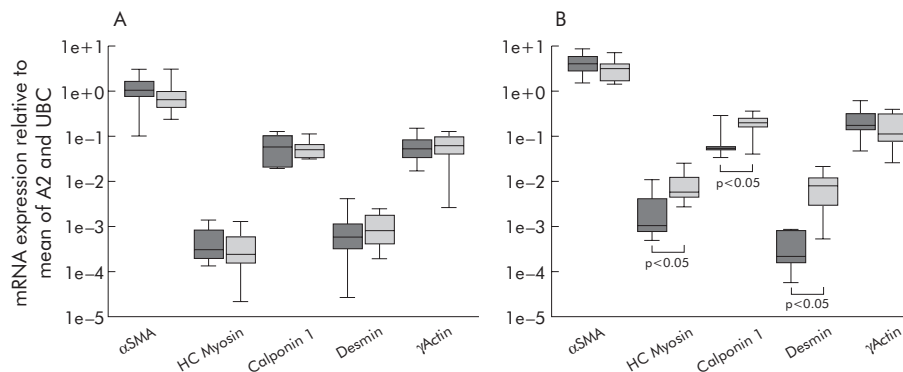 A
B
mRNA expression relative to
mean of A2 and UBC
1e+1
1e+0
1e−1
1e−2
1e−3
1e−4
1e−5
αSMA
HC Myosin
Calponin 1
Desmin
γActin
1e+1
1e+0
1e−1
1e−2
1e−3
1e−4
1e−5
p<0.05
p<0.05
p<0.05
αSMA
HC Myosin
Calponin 1
Desmin
γActin